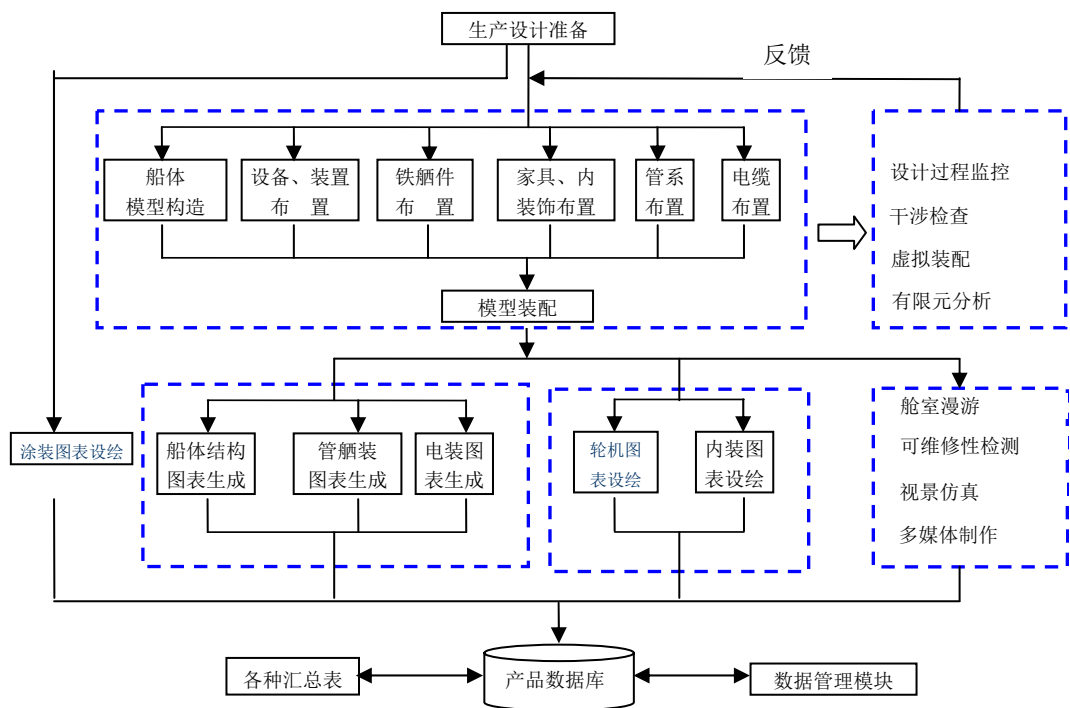 生产设计准备
反馈
船体
模型构造
设备、装置
布 置
铁舾件
布 置
家具、内
装饰布置
管系
布置
电缆
布置
设计过程监控
干涉检查
虚拟装配
有限元分析
模型装配
涂装图表设绘
船体结构
图表生成
管舾装
图表生成
电装图
表生成
轮机图
表设绘
内装图
表设绘
舱室漫游
可维修性检测
视景仿真
多媒体制作
各种汇总表
产品数据库
数据管理模块